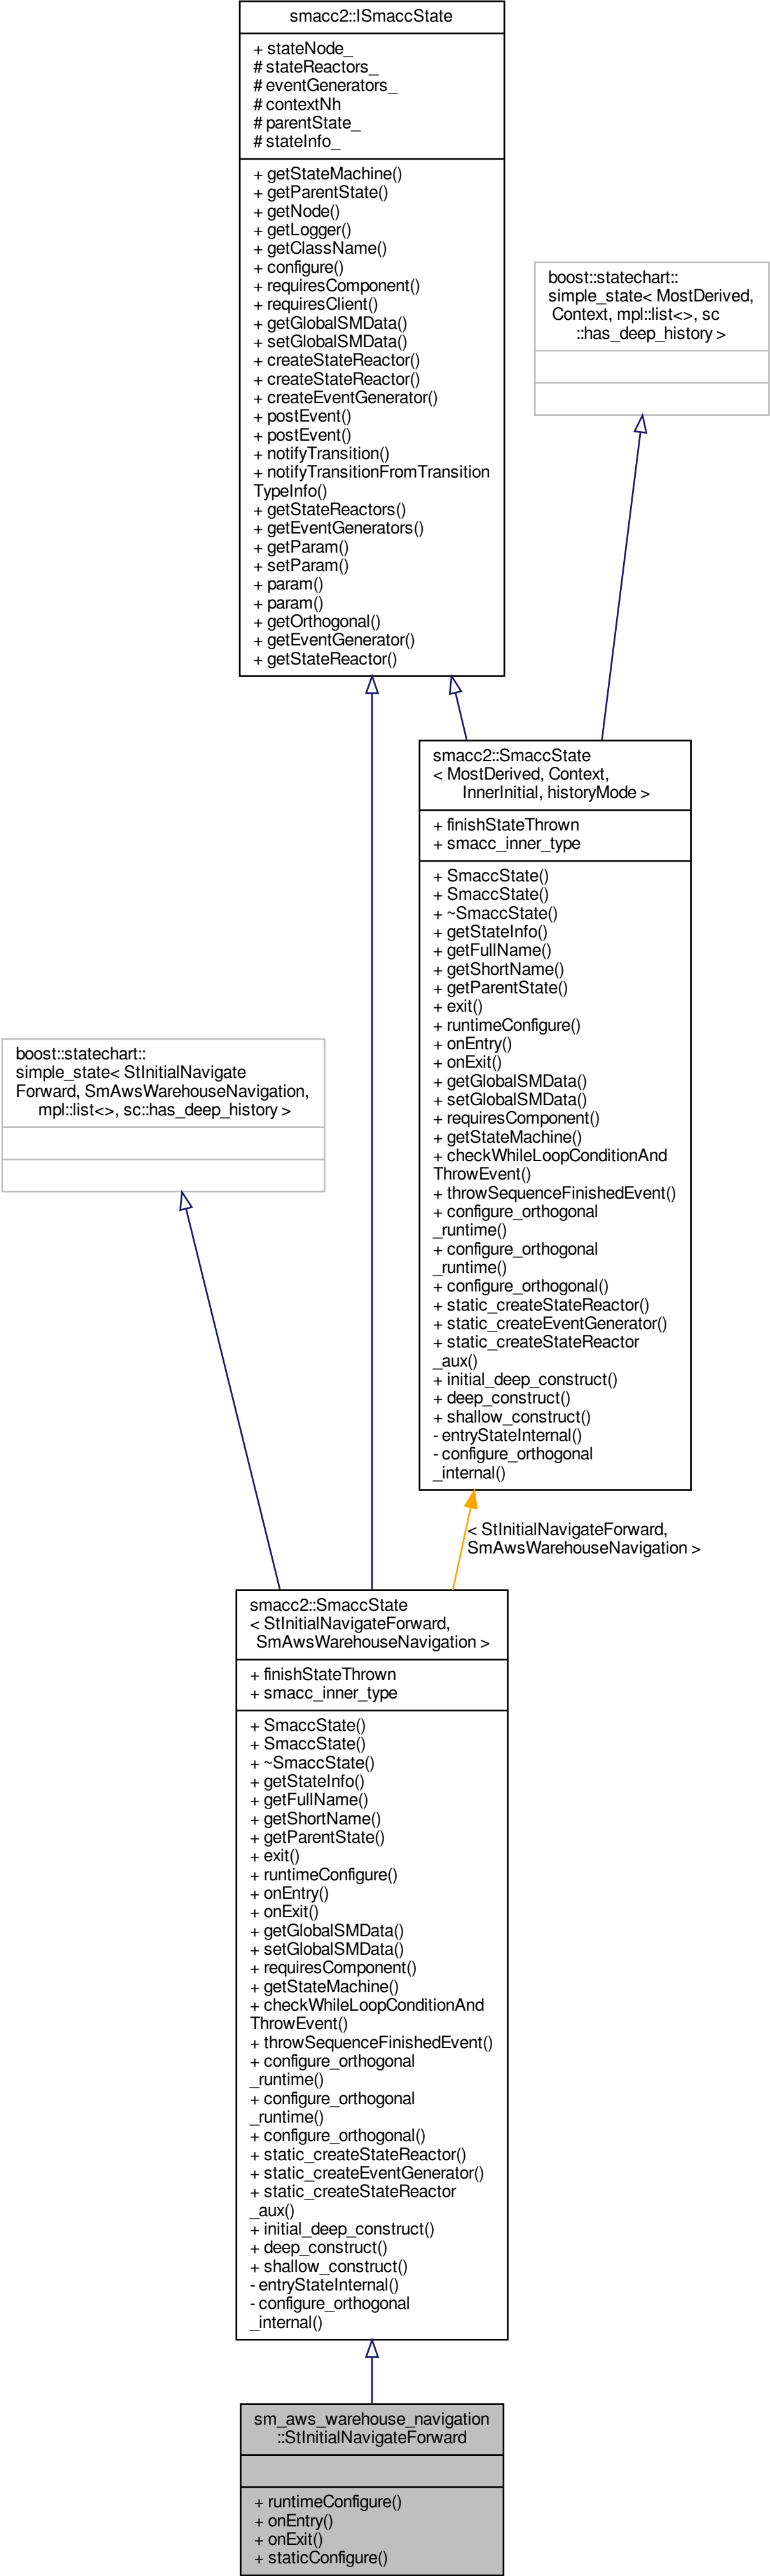 smacc2::ISmaccState
+ stateNode_
# stateReactors_
# eventGenerators_
# contextNh
# parentState_
# stateInfo_
+ getStateMachine()
+ getParentState()
+ getNode()
+ getLogger()
+ getClassName()
+ configure()
+ requiresComponent()
+ requiresClient()
+ getGlobalSMData()
+ setGlobalSMData()
+ createStateReactor()
+ createStateReactor()
+ createEventGenerator()
+ postEvent()
+ postEvent()
+ notifyTransition()
+ notifyTransitionFromTransition
TypeInfo()
+ getStateReactors()
+ getEventGenerators()
+ getParam()
+ setParam()
+ param()
+ param()
+ getOrthogonal()
+ getEventGenerator()
+ getStateReactor()
boost::statechart::
simple_state< MostDerived,
Context, mpl::list<>, sc
::has_deep_history >
smacc2::SmaccState
< MostDerived, Context,
InnerInitial, historyMode >
+ finishStateThrown
+ smacc_inner_type
+ SmaccState()
+ SmaccState()
+ ~SmaccState()
+ getStateInfo()
+ getFullName()
+ getShortName()
+ getParentState()
+ exit()
+ runtimeConfigure()
+ onEntry()
+ onExit()
+ getGlobalSMData()
+ setGlobalSMData()
+ requiresComponent()
+ getStateMachine()
+ checkWhileLoopConditionAnd
ThrowEvent()
+ throwSequenceFinishedEvent()
+ configure_orthogonal
_runtime()
+ configure_orthogonal
_runtime()
+ configure_orthogonal()
+ static_createStateReactor()
+ static_createEventGenerator()
+ static_createStateReactor
_aux()
+ initial_deep_construct()
+ deep_construct()
+ shallow_construct()
- entryStateInternal()
- configure_orthogonal
_internal()
boost::statechart::
simple_state< StInitialNavigate
Forward, SmAwsWarehouseNavigation,
mpl::list<>, sc::has_deep_history >
< StInitialNavigateForward,
SmAwsWarehouseNavigation >
smacc2::SmaccState
< StInitialNavigateForward,
SmAwsWarehouseNavigation >
+ finishStateThrown
+ smacc_inner_type
+ SmaccState()
+ SmaccState()
+ ~SmaccState()
+ getStateInfo()
+ getFullName()
+ getShortName()
+ getParentState()
+ exit()
+ runtimeConfigure()
+ onEntry()
+ onExit()
+ getGlobalSMData()
+ setGlobalSMData()
+ requiresComponent()
+ getStateMachine()
+ checkWhileLoopConditionAnd
ThrowEvent()
+ throwSequenceFinishedEvent()
+ configure_orthogonal
_runtime()
+ configure_orthogonal
_runtime()
+ configure_orthogonal()
+ static_createStateReactor()
+ static_createEventGenerator()
+ static_createStateReactor
_aux()
+ initial_deep_construct()
+ deep_construct()
+ shallow_construct()
- entryStateInternal()
- configure_orthogonal
_internal()
sm_aws_warehouse_navigation
::StInitialNavigateForward
+ runtimeConfigure()
+ onEntry()
+ onExit()
+ staticConfigure()